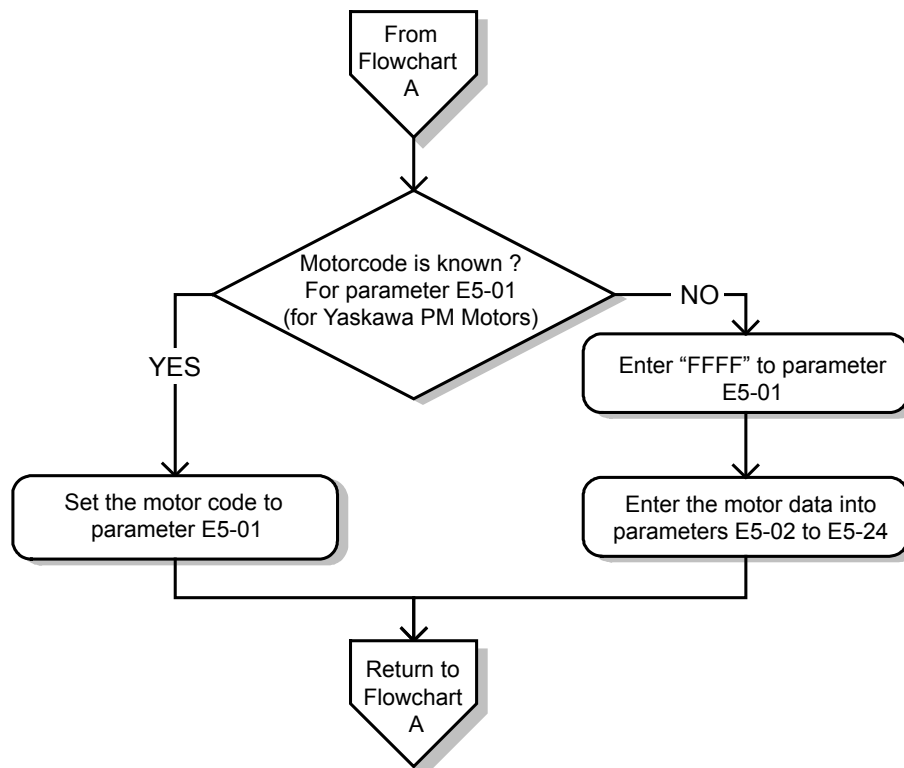 From
Flowchart
A
Motorcode is known ?
For parameter E5-01
(for Yaskawa PM Motors)
YES
NO
Enter “FFFF” to parameter
E5-01
Set the motor code to
parameter E5-01
Enter the motor data into
parameters E5-02 to E5-24
Return to
Flowchart
A